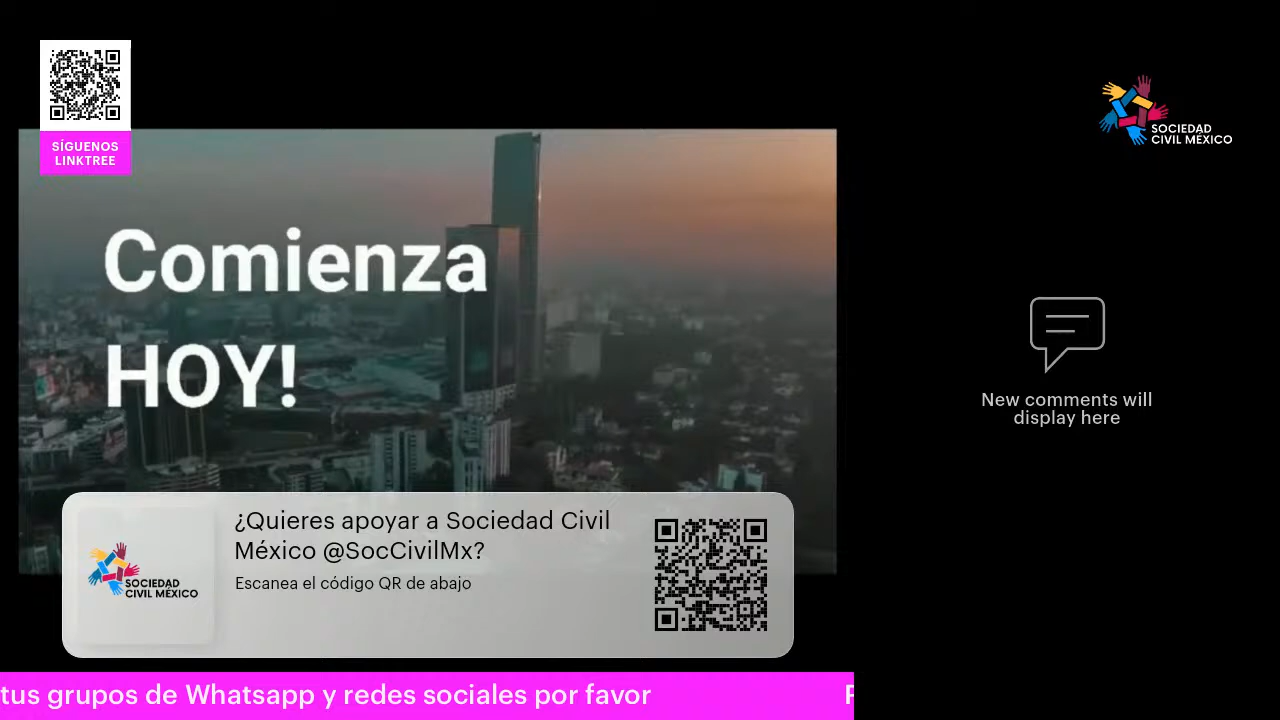 SÍGUENOS
LINKTREE
SOCIEDAD
CIVIL MÉXICO
Comienza
HOY!
New comments will
display here
¿Quieres apoyar a Sociedad Civil
México @SocCivilMx?
Escanea el código QR de abajo
SOCIEDAD
CIVIL MÉXICO
tus grupos de Whatsapp y redes sociales por favor